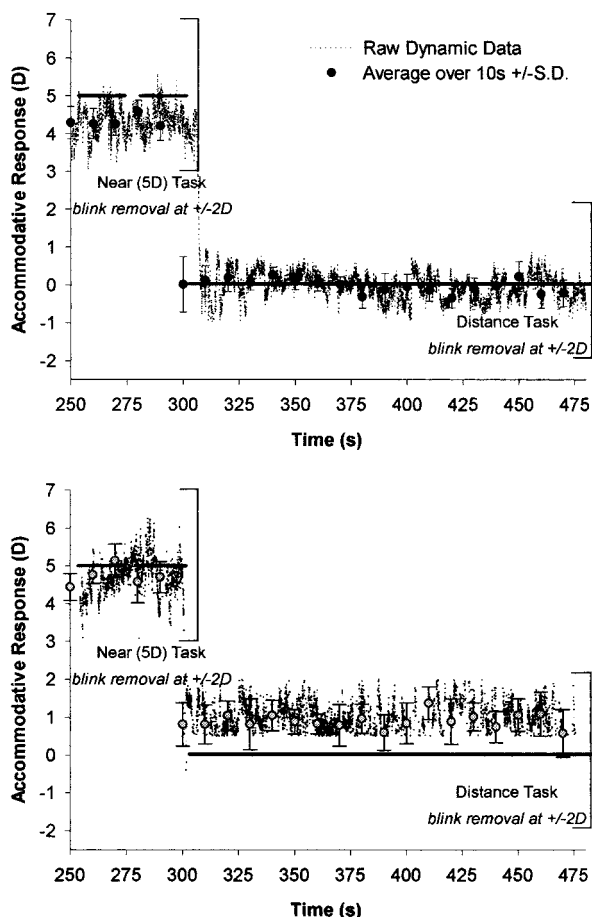 7
6
5
4
3
2
1
0
-1
-2
Accommodative Response (D)
Raw Dynamic Data
Average over 10s +/-S.D.
Near (5D) Task
blink removal at +/-2D
Distance Task
blink removal at +/-2D
250 275 300 325 350 375 400 425 450 475
Time (s)
7
6
5
4
3
2
1
0
-1
-2
Accommodative Response (D)
Near (5D) Task
blink removal at +/-2D
Distance Task
blink removal at +/-2D
250 275 300 325 350 375 400 425 450 475
Time (s)